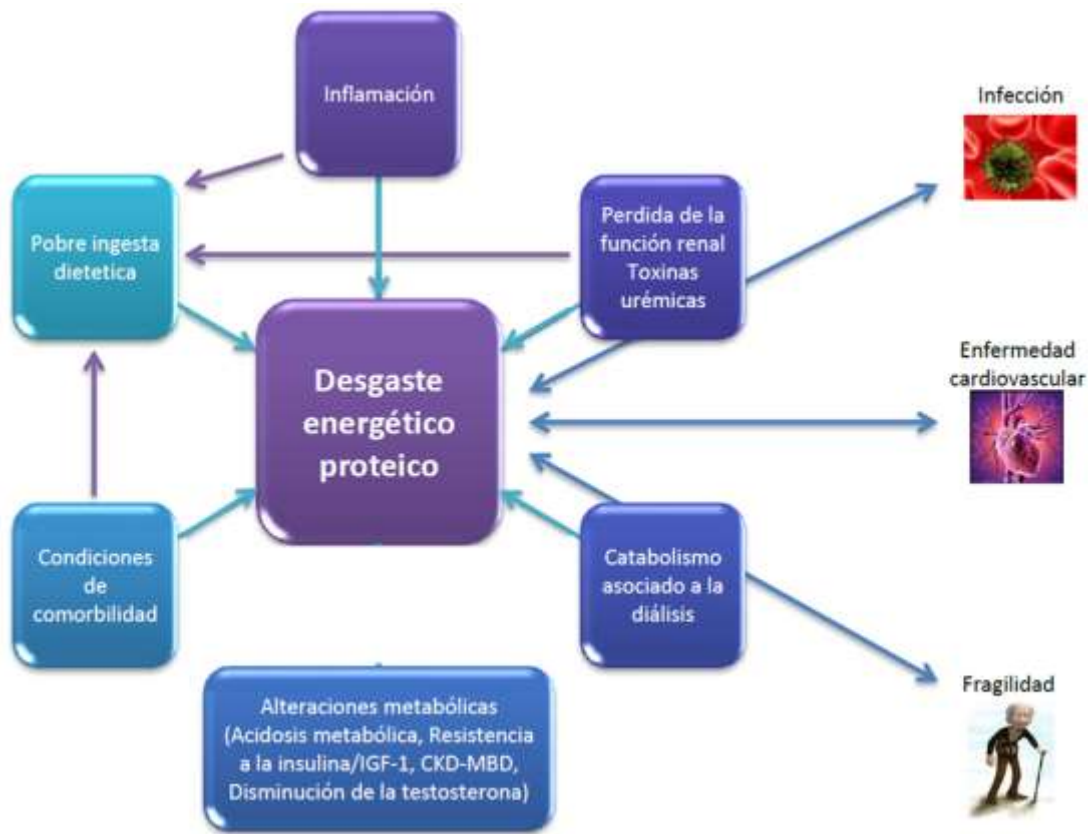 Inflamación
Infección
Pobre ingesta
dietetica
Perdida de la
función renal
Toxinas
urémicas
Desgaste
energético
proteico
Enfermedad
cardiovascular
Condiciones
de
comorbilidad
Catabolismo
asociado a la
diálisis
Fragilidad
Alteraciones metabólicas
(Acidosis metabólica, Resistencia
a la insulina/IGF-1, CKD-MBD,
Disminución de la testosterona)